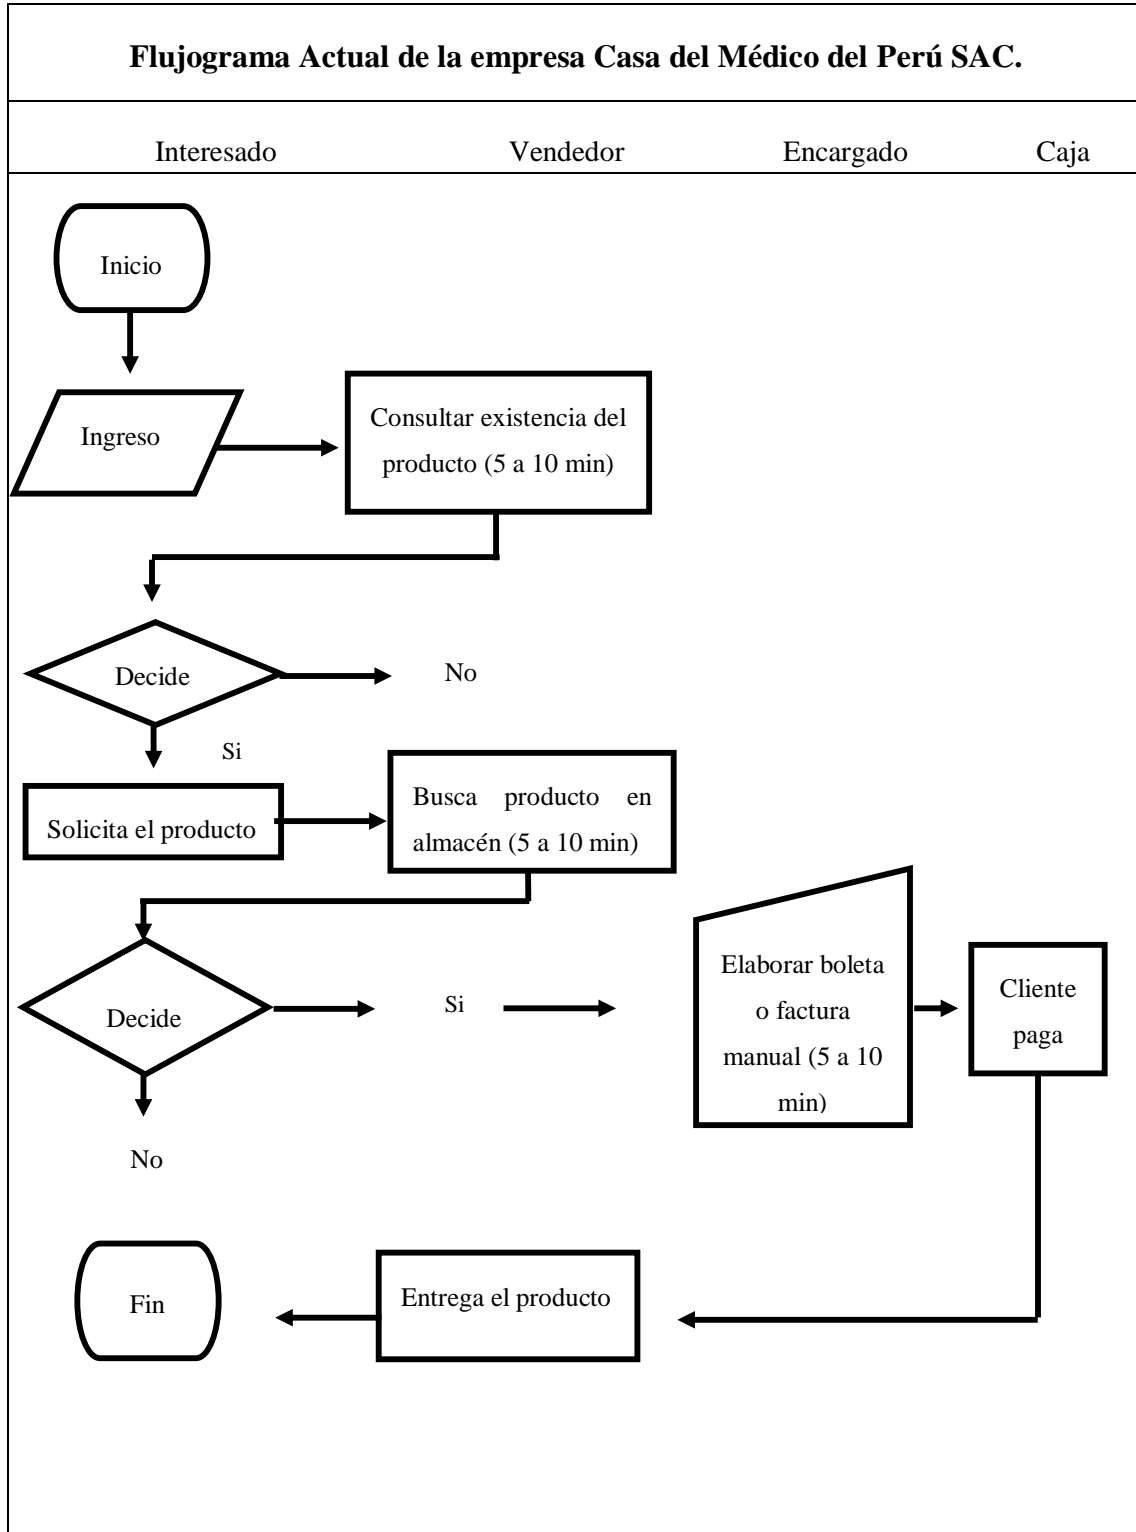 Flujograma Actual de la empresa Casa del Médico del Perú SAC.
Interesado Vendedor Encargado Caja
Inicio
Ingreso
Consultar existencia del
producto (5 a 10 min)
Decide
No
Si
Solicita el producto
Busca producto en
almacén (5 a 10 min)
Decide
Si
Elaborar boleta
o factura
manual (5 a 10
min)
Cliente
paga
No
Fin
Entrega el producto